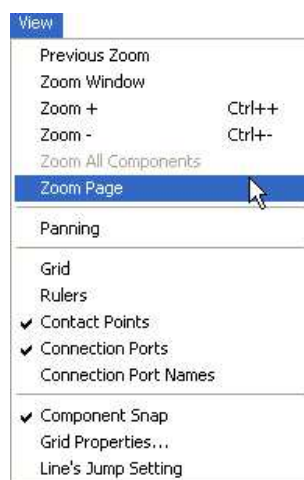 View
Previous Zoom
Zoom Window
Zoom + Ctrl++
Zoom - Ctrl+-
Zoom All Components
Zoom Page
Panning
Grid
Rulers
Contact Points
Connection Ports
Connection Port Names
Component Snap
Grid Properties...
Line's Jump Setting